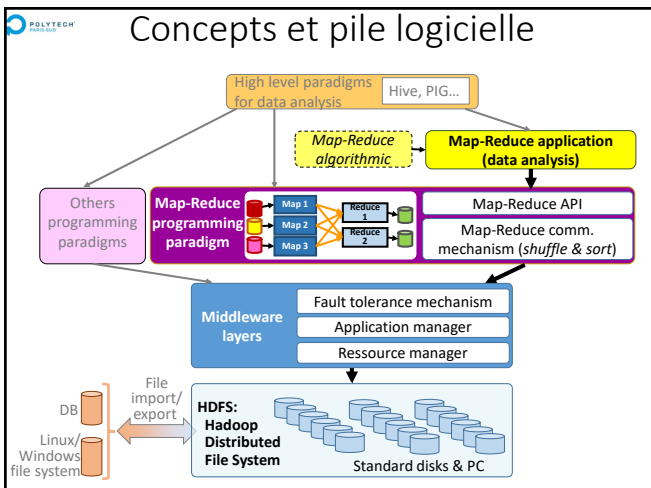 POLYTECH
PARIS-SUD
Concepts et pile logicielle
High level paradigms
for data analysis
Hive, PIG…
Map-Reduce
algorithmic
Map-Reduce application
(data analysis)
Others
programming
paradigms
Map-Reduce
programming
paradigm
Map 1
Map 2
Map 3
Reduce
1
Reduce
2
Map-Reduce API
Map-Reduce comm.
mechanism (shuffle & sort)
Middleware
layers
Fault tolerance mechanism
Application manager
Ressource manager
DB
Linux/
Windows
file system
File
import/
export
HDFS:
Hadoop
Distributed
File System
Standard disks & PC